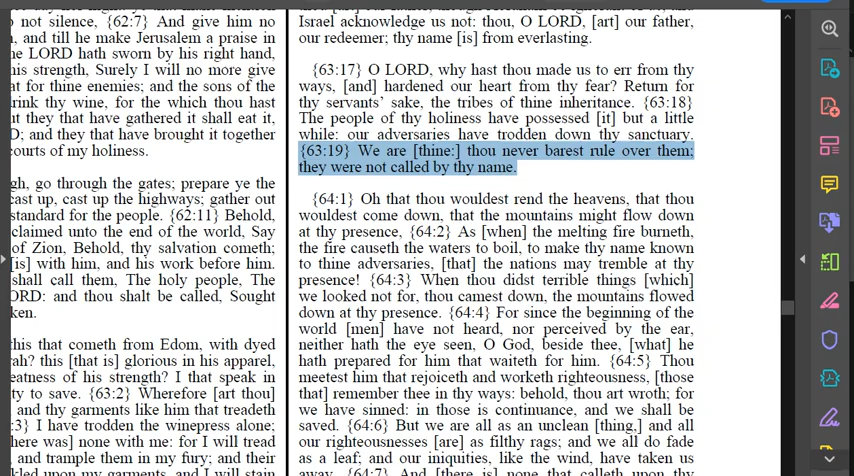 not silence, {62:7} And give him no
, and till he make Jerusalem a praise in
he LORD hath sworn by his right hand,
his strength, Surely I will no more give
at for thine enemies; and the sons of the
drink thy wine, for the which thou hast
ut they that have gathered it shall eat it,
D; and they that have brought it together
courts of my holiness.
gh, go through the gates; prepare ye the
cast up, cast up the highways; gather out
standard for the people. {62:11} Behold,
claimed unto the end of the world, Say
of Zion, Behold, thy salvation cometh;
[is] with him, and his work before him.
shall call them, The holy people, The
ORD: and thou shalt be called, Sought
ken.
this that cometh from Edom, with dyed
rah? this [that is] glorious in his apparel,
eatness of his strength? I that speak in
ty to save. {63:2} Wherefore [art thou]
and thy garments like him that treadeth
:3} I have trodden the winepress alone;
here was] none with me: for I will tread
and trample them in my fury; and their
kled upon my garments, and I will stain
Israel acknowledge us not: thou, O LORD, [art] our father,
our redeemer; thy name [is] from everlasting.
{63:17} O LORD, why hast thou made us to err from thy
ways, [and] hardened our heart from thy fear? Return for
thy servants’ sake, the tribes of thine inheritance. {63:18}
The people of thy holiness have possessed [it] but a little
while: our adversaries have trodden down thy sanctuary.
{63:19} We are [thine:] thou never barest rule over them;
they were not called by thy name.
{64:1} Oh that thou wouldest rend the heavens, that thou
wouldest come down, that the mountains might flow down
at thy presence, {64:2} As [when] the melting fire burneth,
the fire causeth the waters to boil, to make thy name known
to thine adversaries, [that] the nations may tremble at thy
presence! {64:3} When thou didst terrible things [which]
we looked not for, thou camest down, the mountains flowed
down at thy presence. {64:4} For since the beginning of the
world [men] have not heard, nor perceived by the ear,
neither hath the eye seen, O God, beside thee, [what] he
hath prepared for him that waiteth for him. {64:5} Thou
meetest him that rejoiceth and worketh righteousness, [those
that] remember thee in thy ways: behold, thou art wroth; for
we have sinned: in those is continuance, and we shall be
saved. {64:6} But we are all as an unclean [thing,] and all
our righteousnesses [are] as filthy rags; and we all do fade
as a leaf; and our iniquities, like the wind, have taken us
away. {64:7} And [there is] none that calleth upon thy